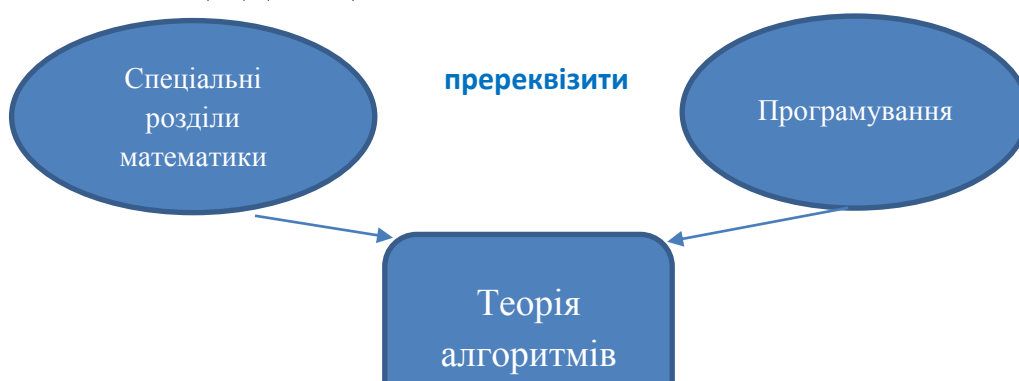 Спеціальні
розділи
математики
пререквізити
Програмування
Теорія
алгоритмів